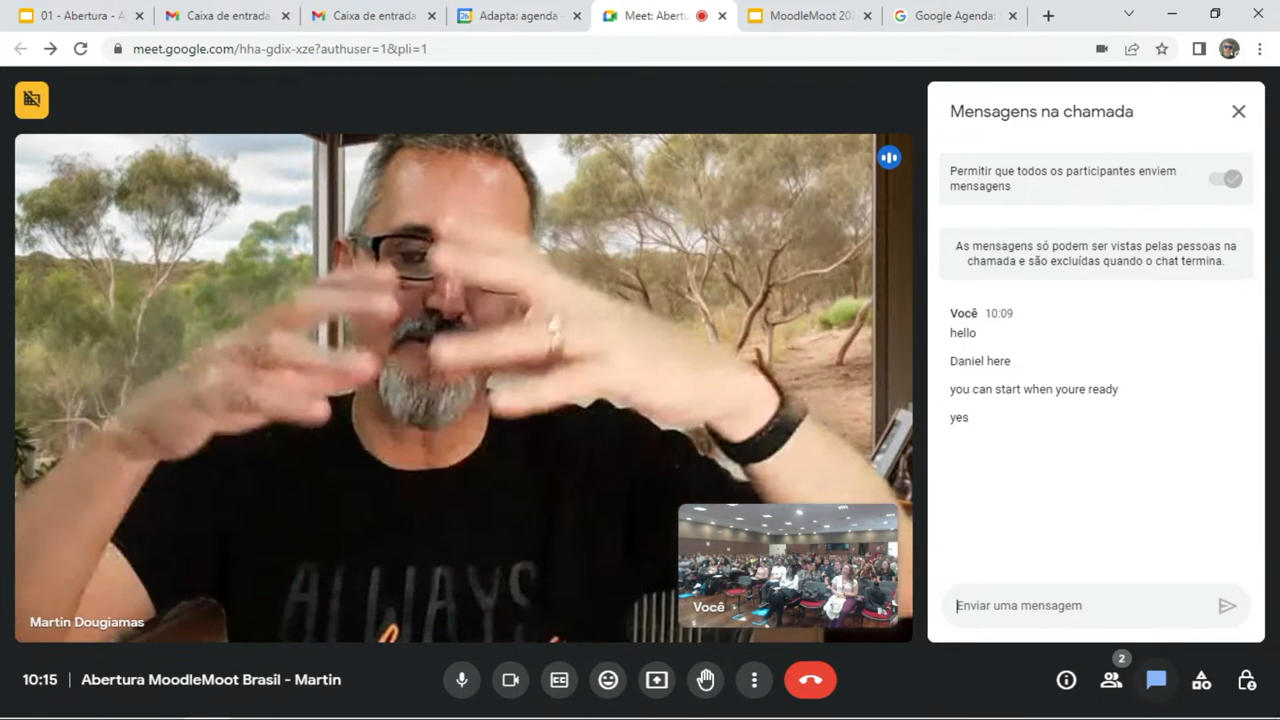 01 - Abertura - A
Caixa de entrada
Caixa de entrada
Adapta: agenda -
Meet: Abertu
MoodleMoot 202
Google Agenda:
meet.google.com/hha-gdix-xze?authuser=1&pli=1
Mensagens na chamada
Permitir que todos os participantes enviem
mensagens
As mensagens só podem ser vistas pelas pessoas na
chamada e são excluídas quando o chat termina.
Você 10:09
hello
Daniel here
you can start when youre ready
yes
Enviar uma mensagem
ALWAYS
Você
Martin Dougiamas
10:15 | Abertura MoodleMoot Brasil - Martin
2